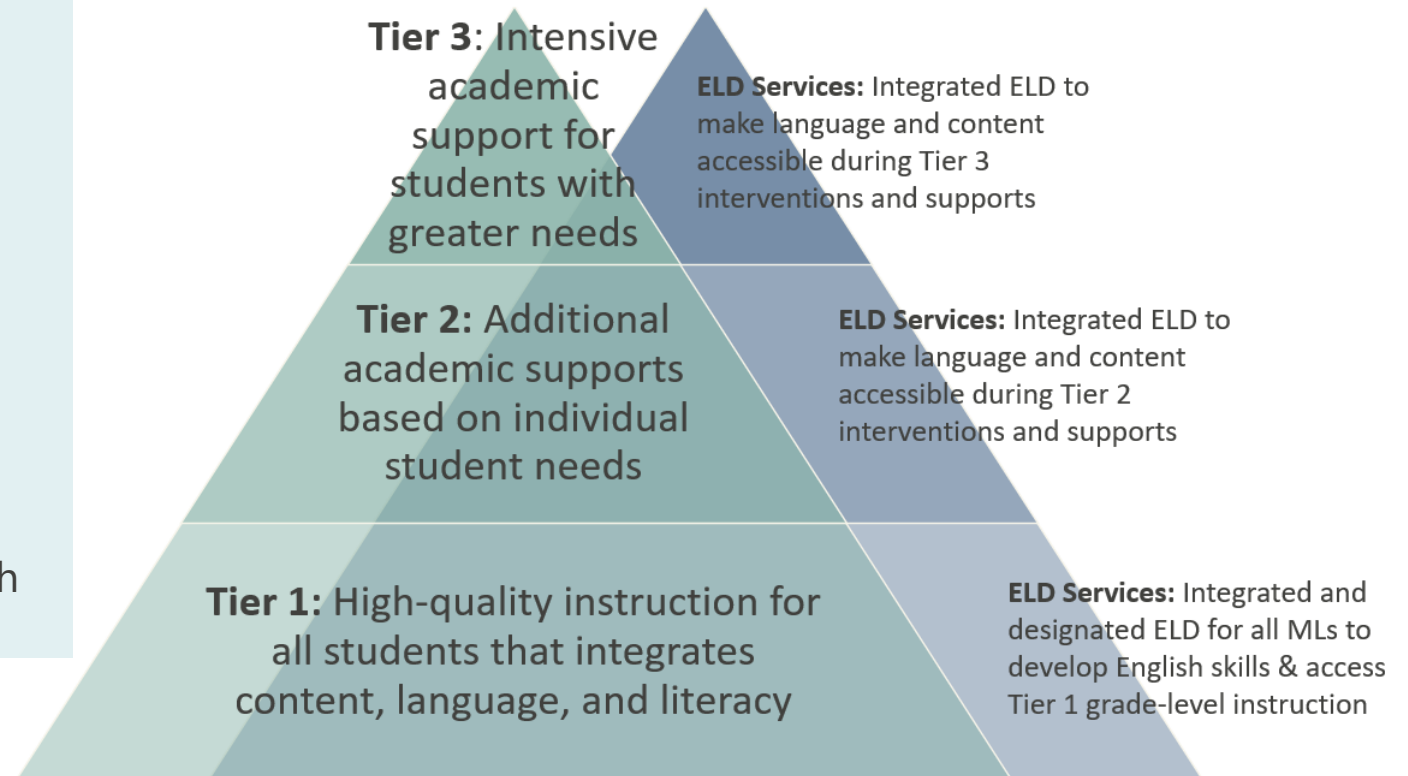 Tier 3: Intensive
academic
support for
students with
greater needs
ELD Services: Integrated ELD to
make language and content
accessible during Tier 3
interventions and supports
Tier 2: Additional
academic supports
based on individual
student needs
ELD Services: Integrated ELD to
make language and content
accessible during Tier 2
interventions and supports
h
Tier 1: High-quality instruction for
all students that integrates
content, language, and literacy
ELD Services: Integrated and
designated ELD for all MLs to
develop English skills & access
Tier 1 grade-level instruction